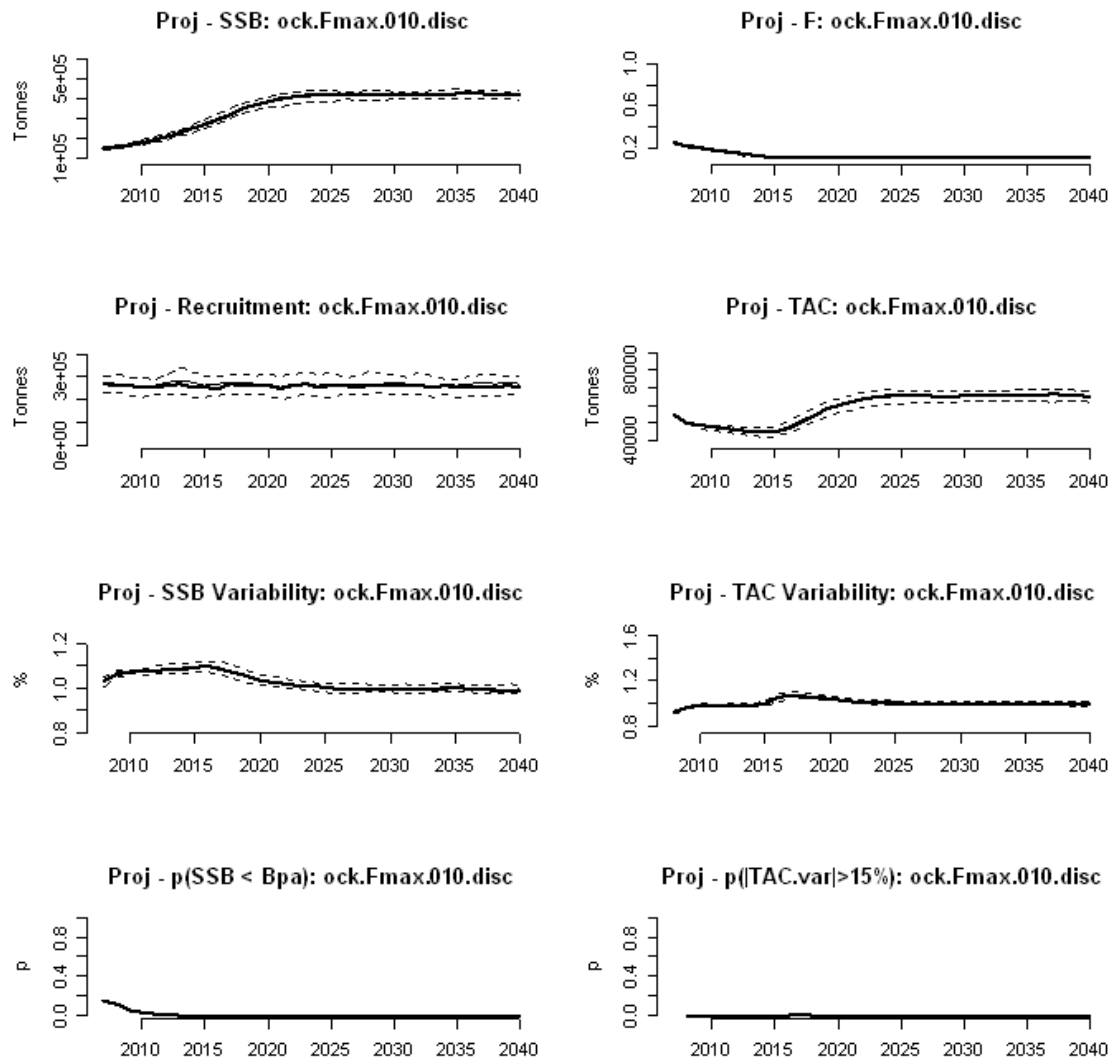 Proj - SSB: ock.Fmax.010.disc
Tonnes
1e+05 5e+05
2010 2015 2020 2025 2030 2035 2040
Proj - F: ock.Fmax.010.disc
0.2 0.6 1.0
2010 2015 2020 2025 2030 2035 2040
Proj - Recruitment: ock.Fmax.010.disc
Tonnes
0e+00 3e+05
2010 2015 2020 2025 2030 2035 2040
Proj - TAC: ock.Fmax.010.disc
Tonnes
40000 80000
2010 2015 2020 2025 2030 2035 2040
Proj - SSB Variability: ock.Fmax.010.disc
%
0.8 1.0 1.2
2010 2015 2020 2025 2030 2035 2040
Proj - TAC Variability: ock.Fmax.010.disc
%
0.8 1.2 1.6
2010 2015 2020 2025 2030 2035 2040
Proj - p(SSB < Bpa): ock.Fmax.010.disc
p
0.0 0.4 0.8
2010 2015 2020 2025 2030 2035 2040
Proj - p(|TAC.var|>15%): ock.Fmax.010.disc
p
0.0 0.4 0.8
2010 2015 2020 2025 2030 2035 2040